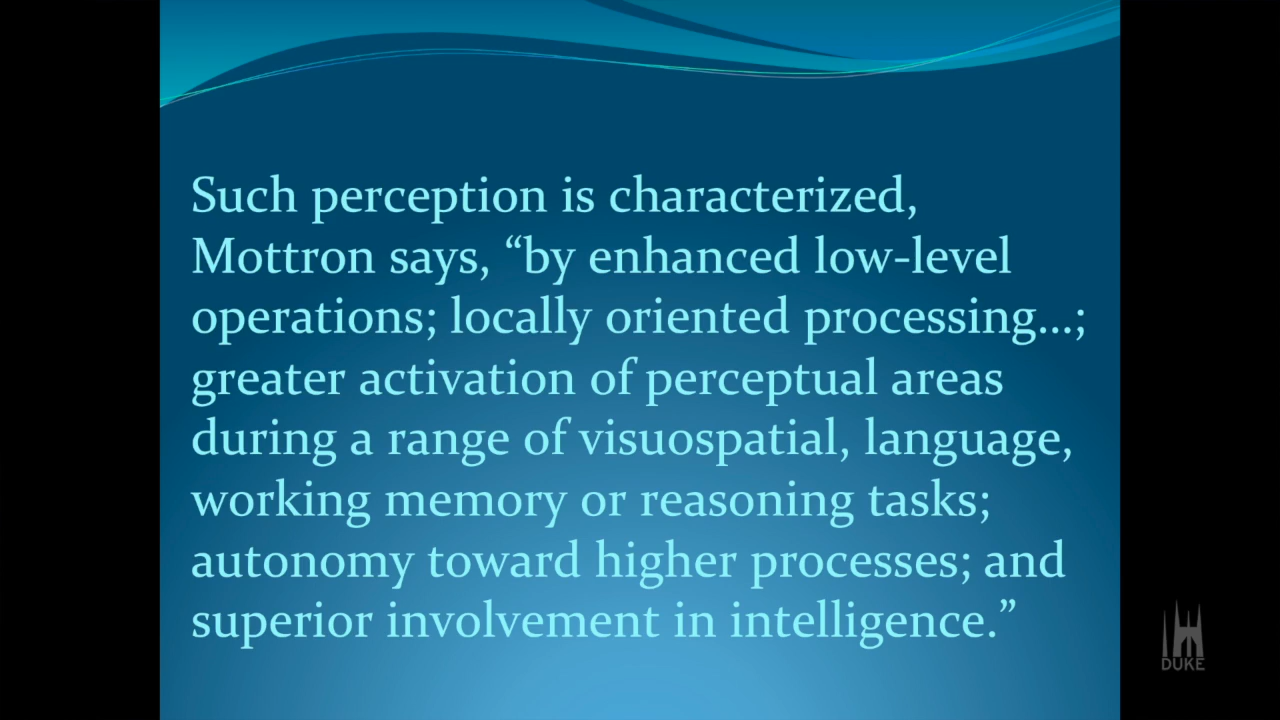 Such perception is characterized,
Mottron says, “by enhanced low-level
operations; locally oriented processing…;
greater activation of perceptual areas
during a range of visuospatial, language,
working memory or reasoning tasks;
autonomy toward higher processes; and
superior involvement in intelligence.”
DUKE